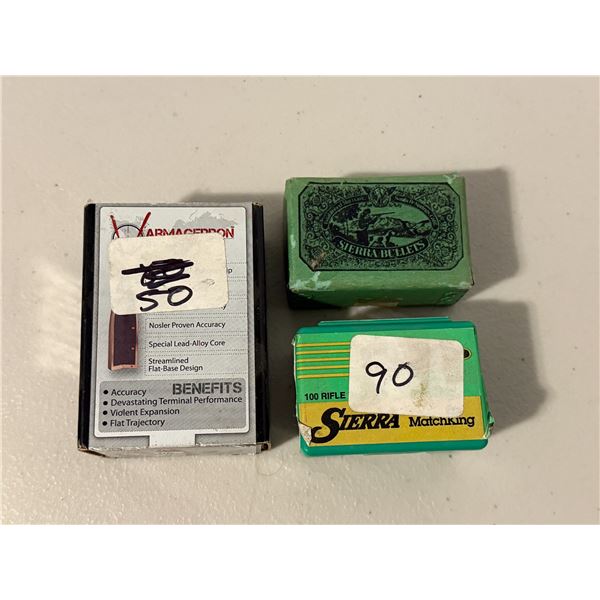 VARMAGEDDON
50
Nosler Proven Accuracy
Special Lead-Alloy Core
Streamlined
Flat-Base Design
BENEFITS
• Accuracy
• Devastating Terminal Performance
• Violent Expansion
• Flat Trajectory
SIERRA BULLETS
90
100 RIFLE
SIERRA MatchKing